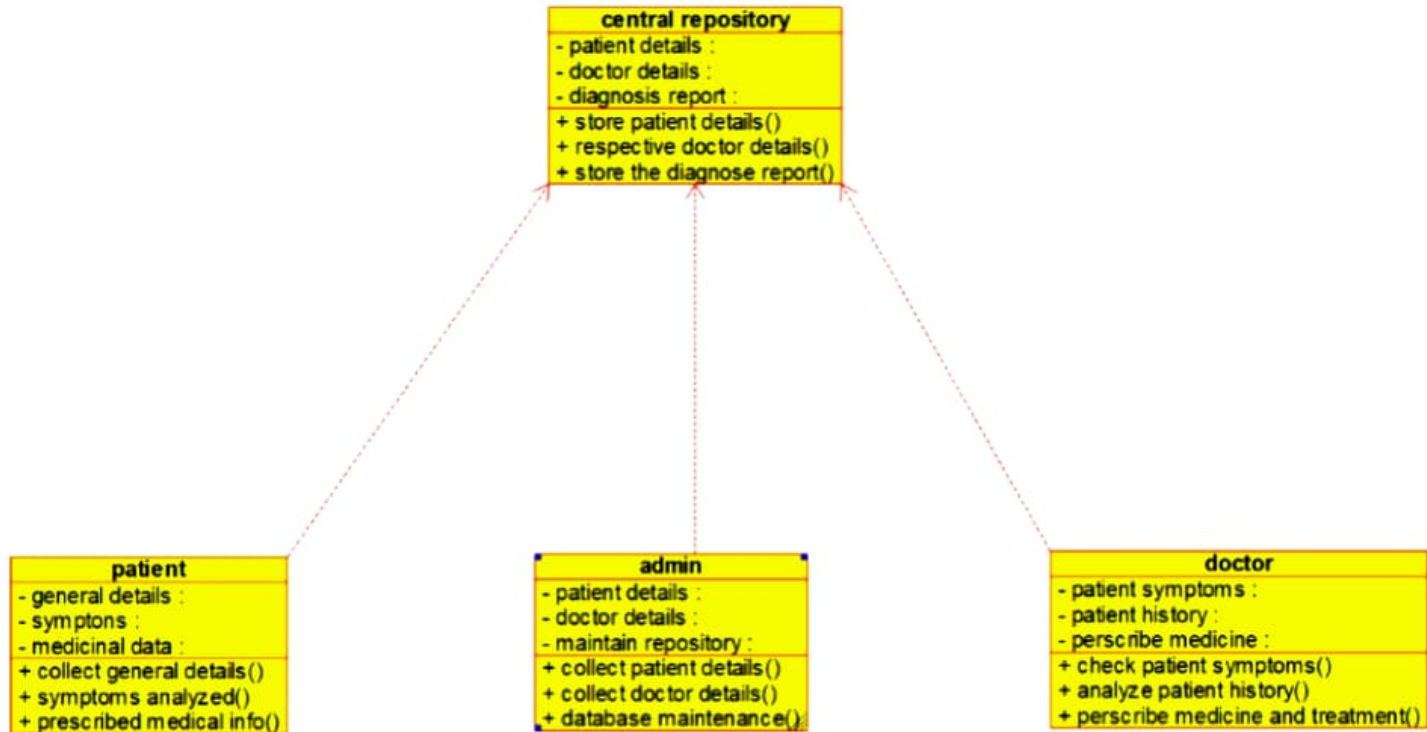 central repository
- patient details :
- doctor details :
- diagnosis report :
+ store patient details()
+ respective doctor details()
+ store the diagnose report()
patient
- general details :
- symptons :
- medicinal data :
+ collect general details()
+ symptoms analyzed()
+ prescribed medical info()
admin
- patient details :
- doctor details :
- maintain repository :
+ collect patient details()
+ collect doctor details()
+ database maintenance()
doctor
- patient symptoms :
- patient history :
- perscribe medicine :
+ check patient symptoms()
+ analyze patient history()
+ perscribe medicine and treatment()